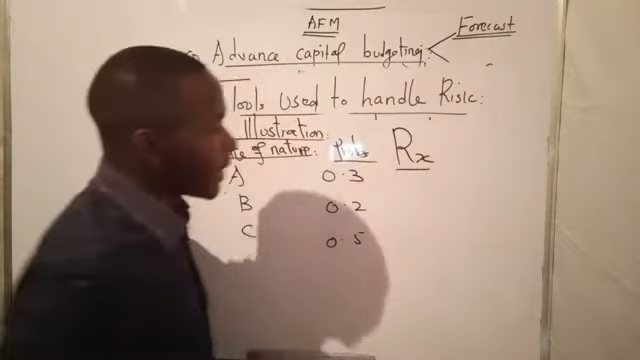 AFM
Forecast
Advance capital budgeting
Tools used to handle Risk:
Illustration:
of nature: Rx
A 0.3
B 0.2
C 0.5